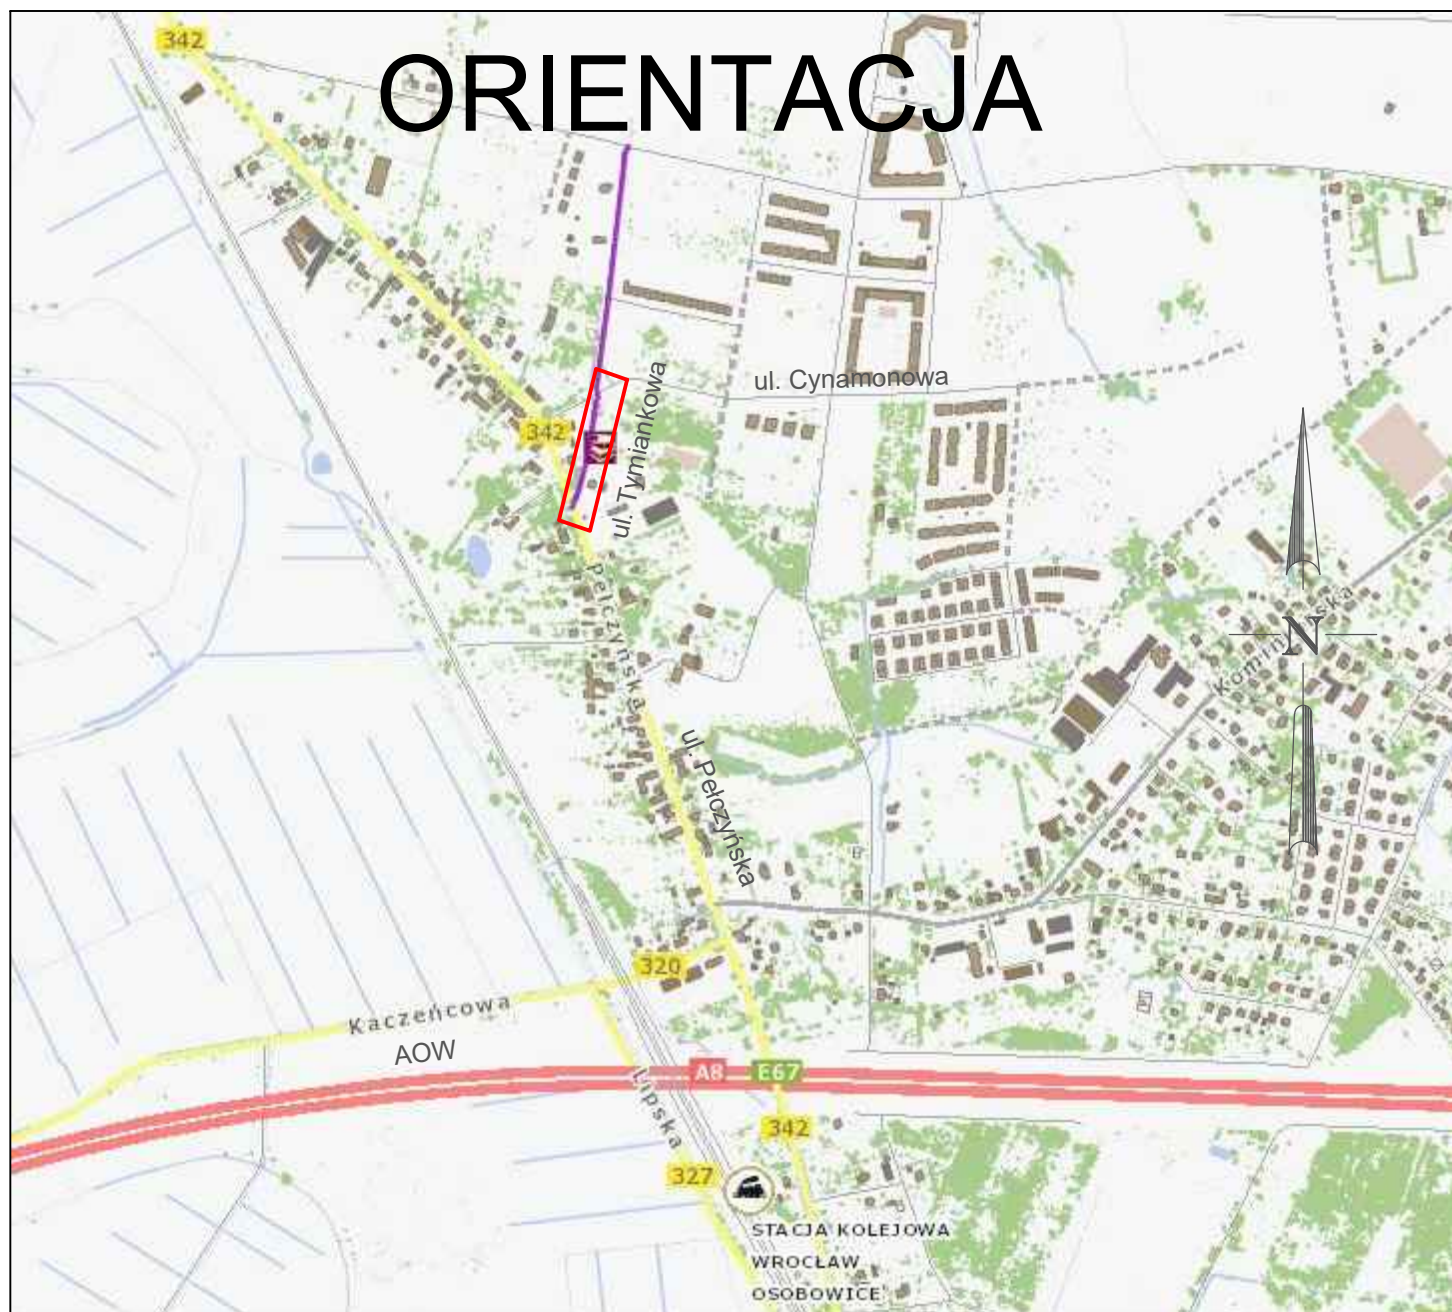 342
ORIENTACJA
ul. Cynamonowa
ul. Tymiankowa
342
Pełczyńska
N
ul. Pełczyńska
320
Kaczeńcowa
AOW
A8
E67
Lipska
342
327
STACJA KOLEJOWA
WROCŁAW
OSOBOWICE